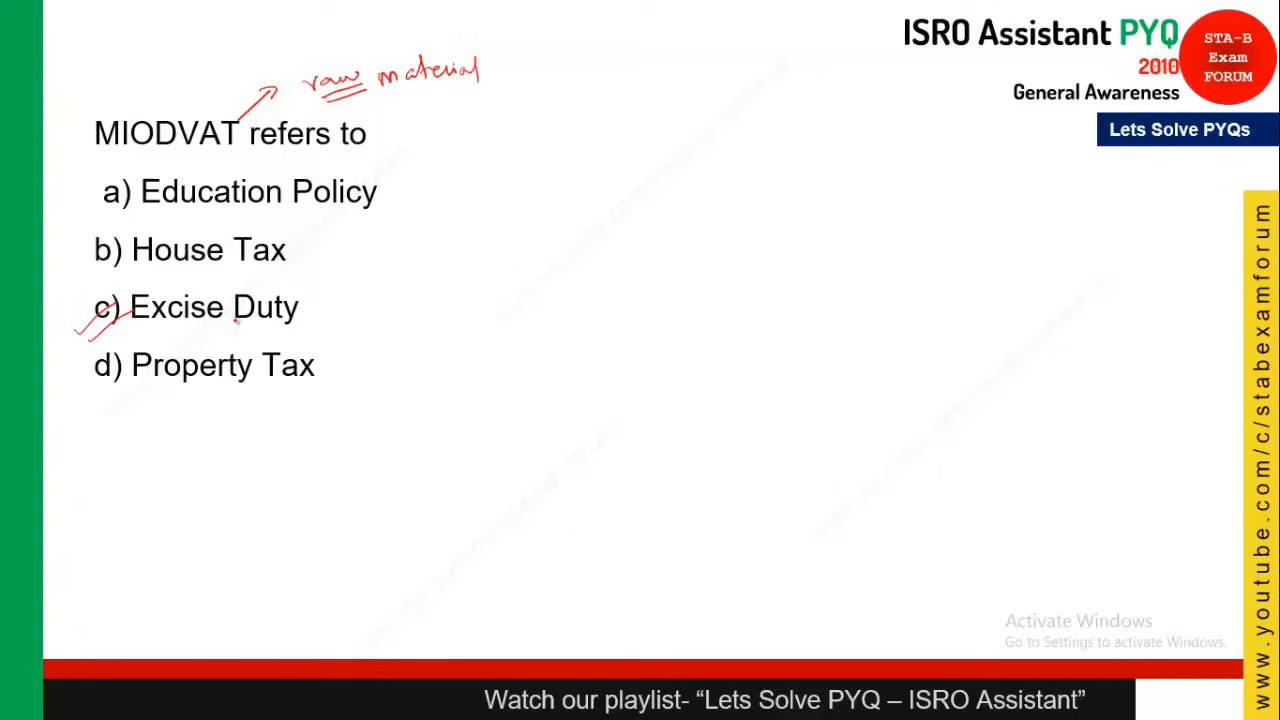 ISRO Assistant PYQ
2010
General Awareness
STA-B
Exam
FORUM
Lets Solve PYQs
raw material
MIODVAT refers to
a) Education Policy
b) House Tax
c) Excise Duty
d) Property Tax
www.youtube.com/c/stabexamforum
Activate Windows
Go to Settings to activate Windows.
Watch our playlist- “Lets Solve PYQ – ISRO Assistant”